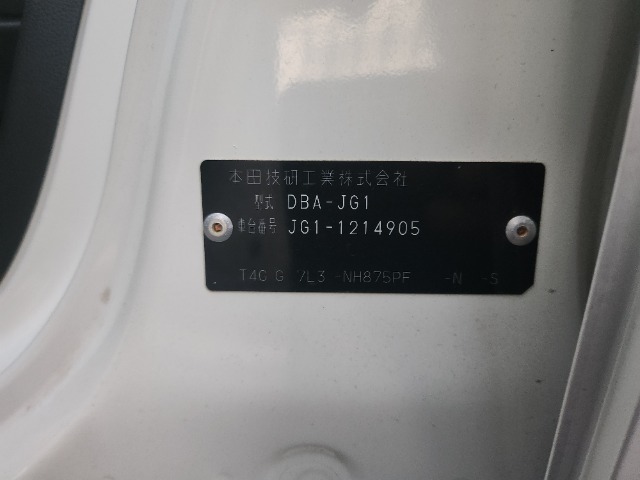 本田技研工業株式会社
型式 DBA-JG1
車台番号 JG1-1214905
T4C G /L3 -NH875PF -N -S